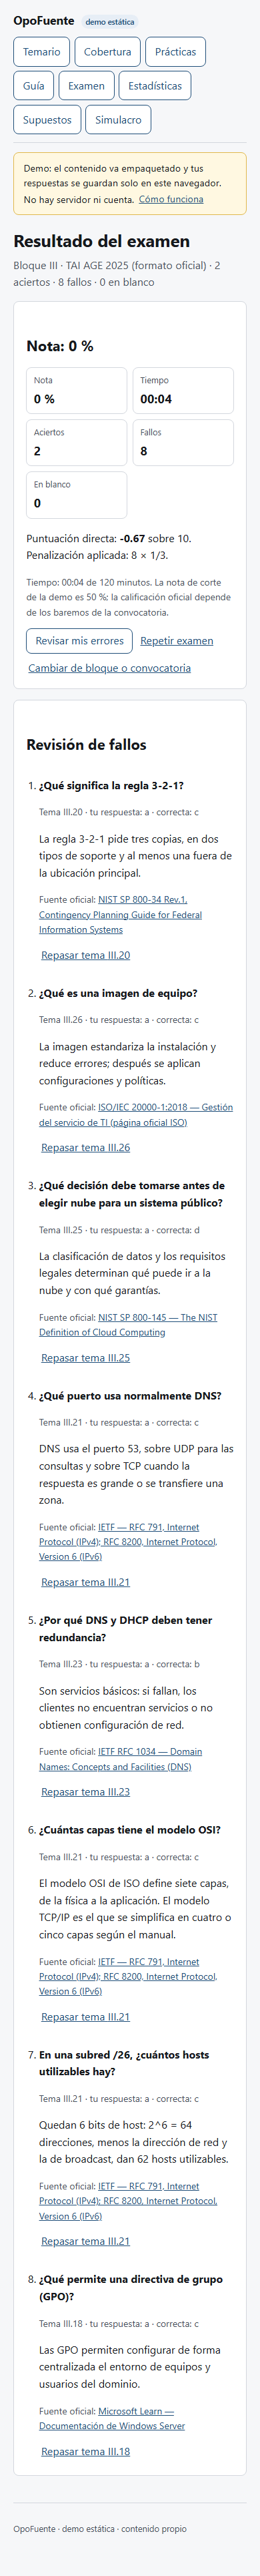 OpoFuente demo estática
Temario Cobertura Prácticas
Guía Examen Estadísticas
Supuestos Simulacro
Demo: el contenido va empaquetado y tus
respuestas se guardan solo en este navegador.
No hay servidor ni cuenta. Cómo funciona
Resultado del examen
Bloque III · TAI AGE 2025 (formato oficial) · 2
aciertos · 8 fallos · 0 en blanco
Nota: 0 %
Nota
0 %
Tiempo
00:04
Aciertos
2
Fallos
8
En blanco
0
Puntuación directa: -0.67 sobre 10.
Penalización aplicada: 8 × 1/3.
Tiempo: 00:04 de 120 minutos. La nota de corte
de la demo es 50 %; la calificación oficial depende
de los baremos de la convocatoria.
Revisar mis errores Repetir examen
Cambiar de bloque o convocatoria
Revisión de fallos
1. ¿Qué significa la regla 3-2-1?
Tema III.20 · tu respuesta: a · correcta: c
La regla 3-2-1 pide tres copias, en dos
tipos de soporte y al menos una fuera de
la ubicación principal.
Fuente oficial: NIST SP 800-34 Rev.1,
Contingency Planning Guide for Federal
Information Systems
Repasar tema III.20
2. ¿Qué es una imagen de equipo?
Tema III.26 · tu respuesta: a · correcta: c
La imagen estandariza la instalación y
reduce errores; después se aplican
configuraciones y políticas.
Fuente oficial: ISO/IEC 20000-1:2018 — Gestión
del servicio de TI (página oficial ISO)
Repasar tema III.26
3. ¿Qué decisión debe tomarse antes de
elegir nube para un sistema público?
Tema III.25 · tu respuesta: a · correcta: d
La clasificación de datos y los requisitos
legales determinan qué puede ir a la
nube y con qué garantías.
Fuente oficial: NIST SP 800-145 — The NIST
Definition of Cloud Computing
Repasar tema III.25
4. ¿Qué puerto usa normalmente DNS?
Tema III.21 · tu respuesta: a · correcta: c
DNS usa el puerto 53, sobre UDP para las
consultas y sobre TCP cuando la
respuesta es grande o se transfiere una
zona.
Fuente oficial: IETF — RFC 791, Internet
Protocol (IPv4); RFC 8200, Internet Protocol,
Version 6 (IPv6)
Repasar tema III.21
5. ¿Por qué DNS y DHCP deben tener
redundancia?
Tema III.23 · tu respuesta: a · correcta: b
Son servicios básicos: si fallan, los
clientes no encuentran servicios o no
obtienen configuración de red.
Fuente oficial: IETF RFC 1034 — Domain
Names: Concepts and Facilities (DNS)
Repasar tema III.23
6. ¿Cuántas capas tiene el modelo OSI?
Tema III.21 · tu respuesta: a · correcta: c
El modelo OSI de ISO define siete capas,
de la física a la aplicación. El modelo
TCP/IP es el que se simplifica en cuatro o
cinco capas según el manual.
Fuente oficial: IETF — RFC 791, Internet
Protocol (IPv4); RFC 8200, Internet Protocol,
Version 6 (IPv6)
Repasar tema III.21
7. En una subred /26, ¿cuántos hosts
utilizables hay?
Tema III.21 · tu respuesta: a · correcta: c
Quedan 6 bits de host: 2^6 = 64
direcciones, menos la dirección de red y
la de broadcast, dan 62 hosts utilizables.
Fuente oficial: IETF — RFC 791, Internet
Protocol (IPv4); RFC 8200, Internet Protocol,
Version 6 (IPv6)
Repasar tema III.21
8. ¿Qué permite una directiva de grupo
(GPO)?
Tema III.18 · tu respuesta: a · correcta: c
Las GPO permiten configurar de forma
centralizada el entorno de equipos y
usuarios del dominio.
Fuente oficial: Microsoft Learn —
Documentación de Windows Server
Repasar tema III.18
OpoFuente · demo estática · contenido propio